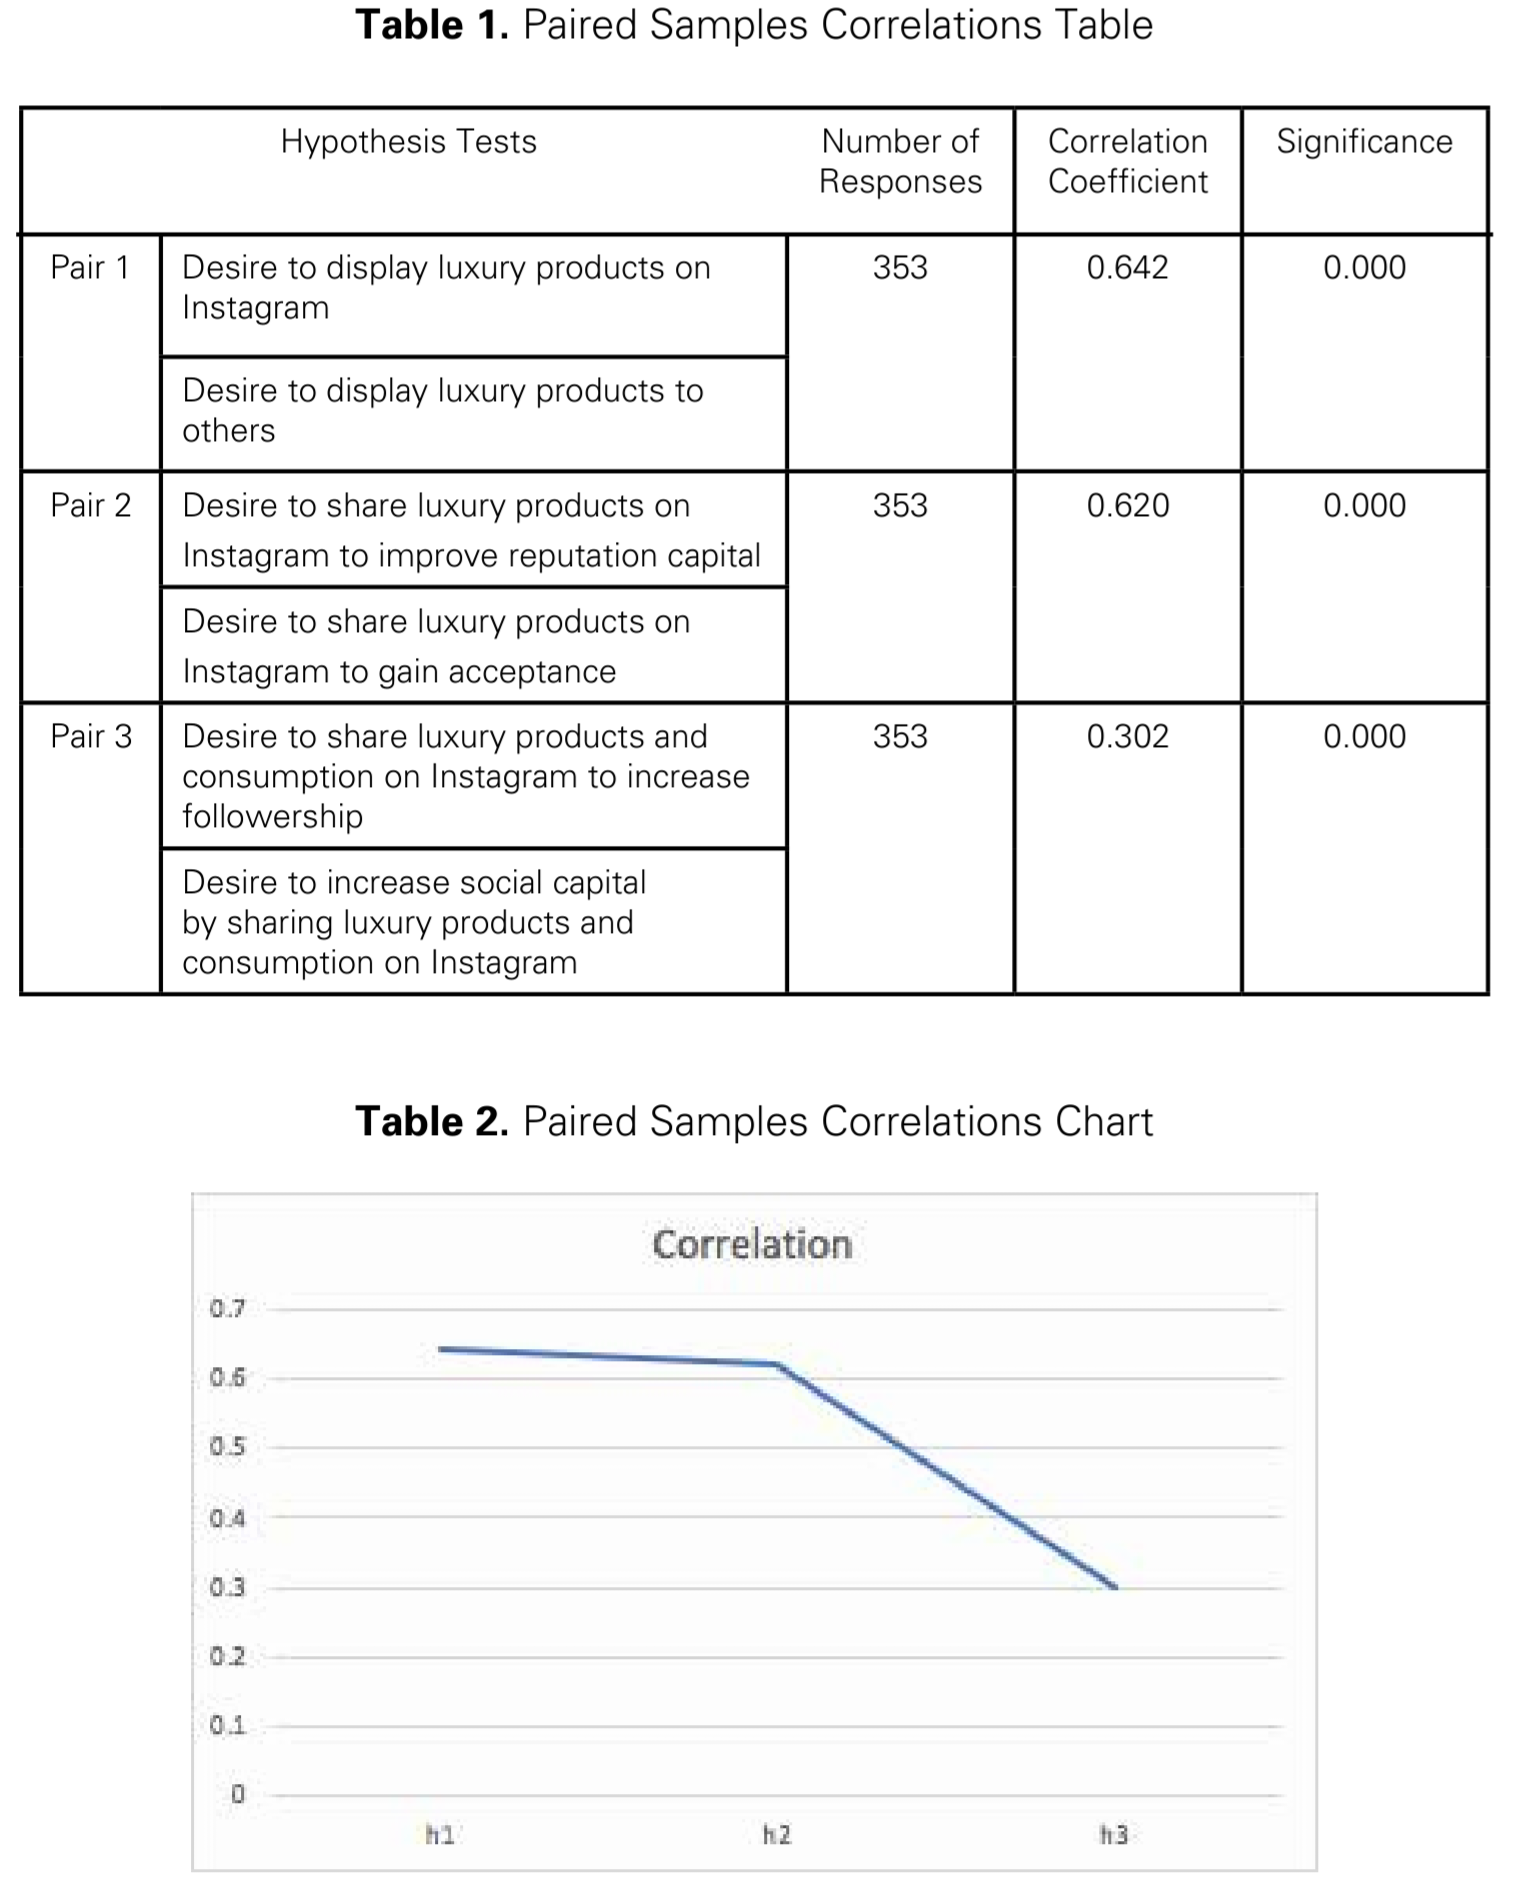 Table 1. Paired Samples Correlations Table
Hypothesis Tests
Number of
Responses
Correlation
Coefficient
Significance
Pair 1
Desire to display luxury products on
Instagram
353
0.642
0.000
Desire to display luxury products to
others
Pair 2
Desire to share luxury products on
Instagram to improve reputation capital
353
0.620
0.000
Desire to share luxury products on
Instagram to gain acceptance
Pair 3
Desire to share luxury products and
consumption on Instagram to increase
followership
353
0.302
0.000
Desire to increase social capital
by sharing luxury products and
consumption on Instagram
Table 2. Paired Samples Correlations Chart
Correlation
0.7
0.6
0.5
0.4
0.3
0.2
0.1
0
h1
h2
h3